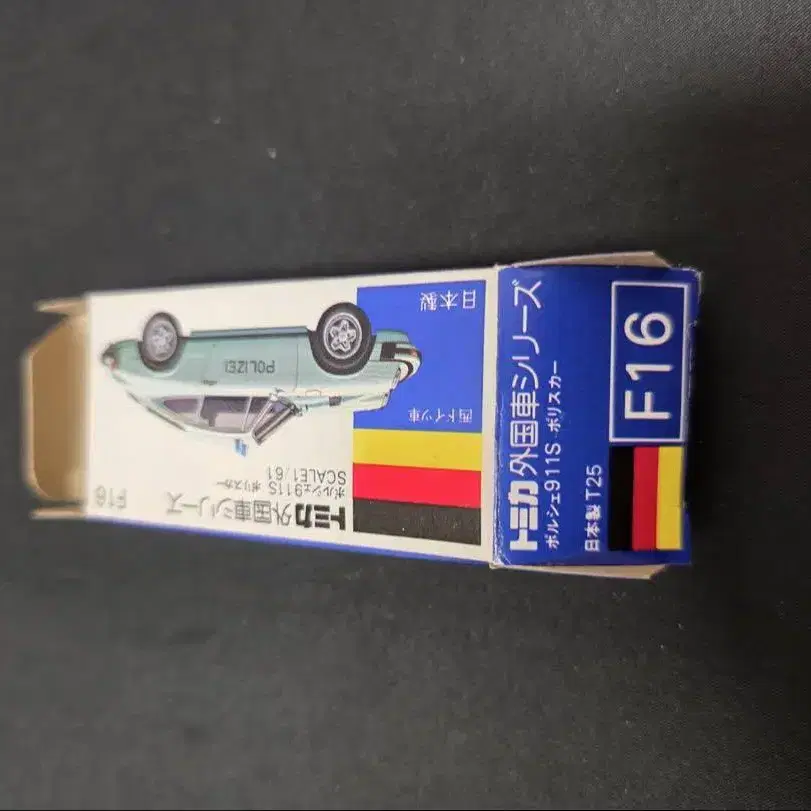 トミカ外国車シリーズ
ポルシェ911S ポリスカー
SCALE1/61
F16
POLIZEI
日本製
西ドイツ車
トミカ外国車シリーズ
ポルシェ911S ポリスカー
日本製 T25
F16